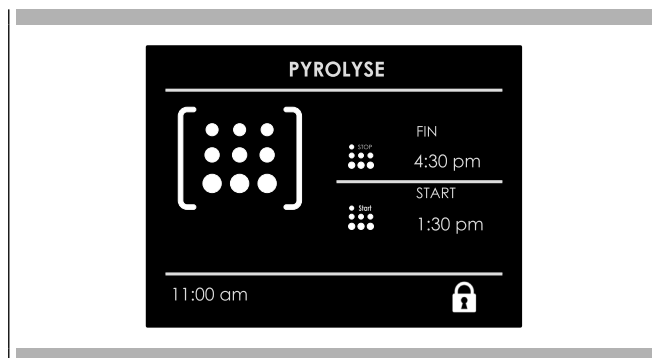 PYROLYSE
FIN
STOP
4:30 pm
START
Start
1:30 pm
11:00 am